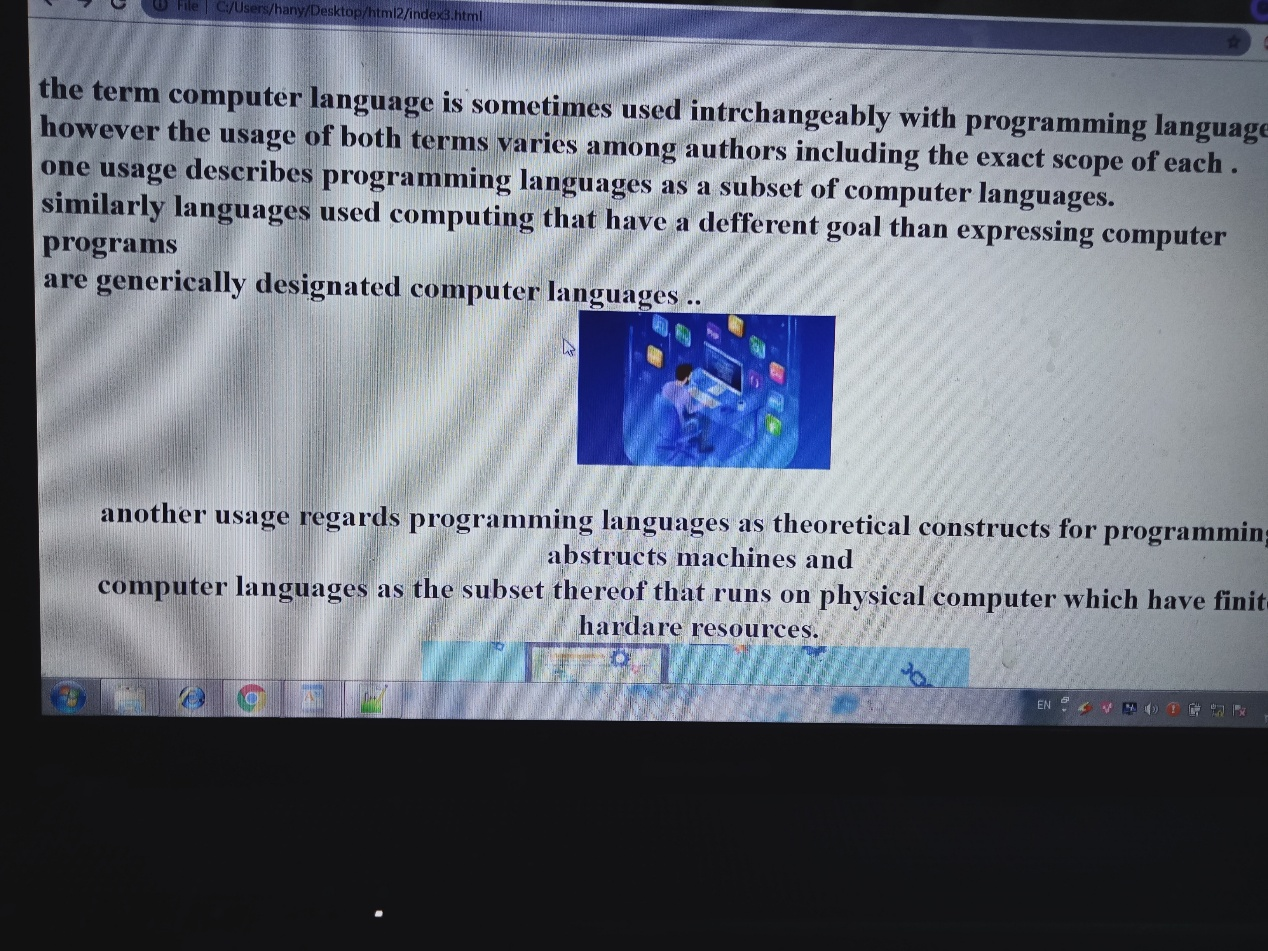 File | C:/Users/hany/Desktop/html2/index3.html
the term computer language is sometimes used intrchangeably with programming language
however the usage of both terms varies among authors including the exact scope of each .
one usage describes programming languages as a subset of computer languages.
similarly languages used computing that have a defferent goal than expressing computer
programs
are generically designated computer languages ..
another usage regards programming languages as theoretical constructs for programming
abstructs machines and
computer languages as the subset thereof that runs on physical computer which have finit
hardare resources.
EN